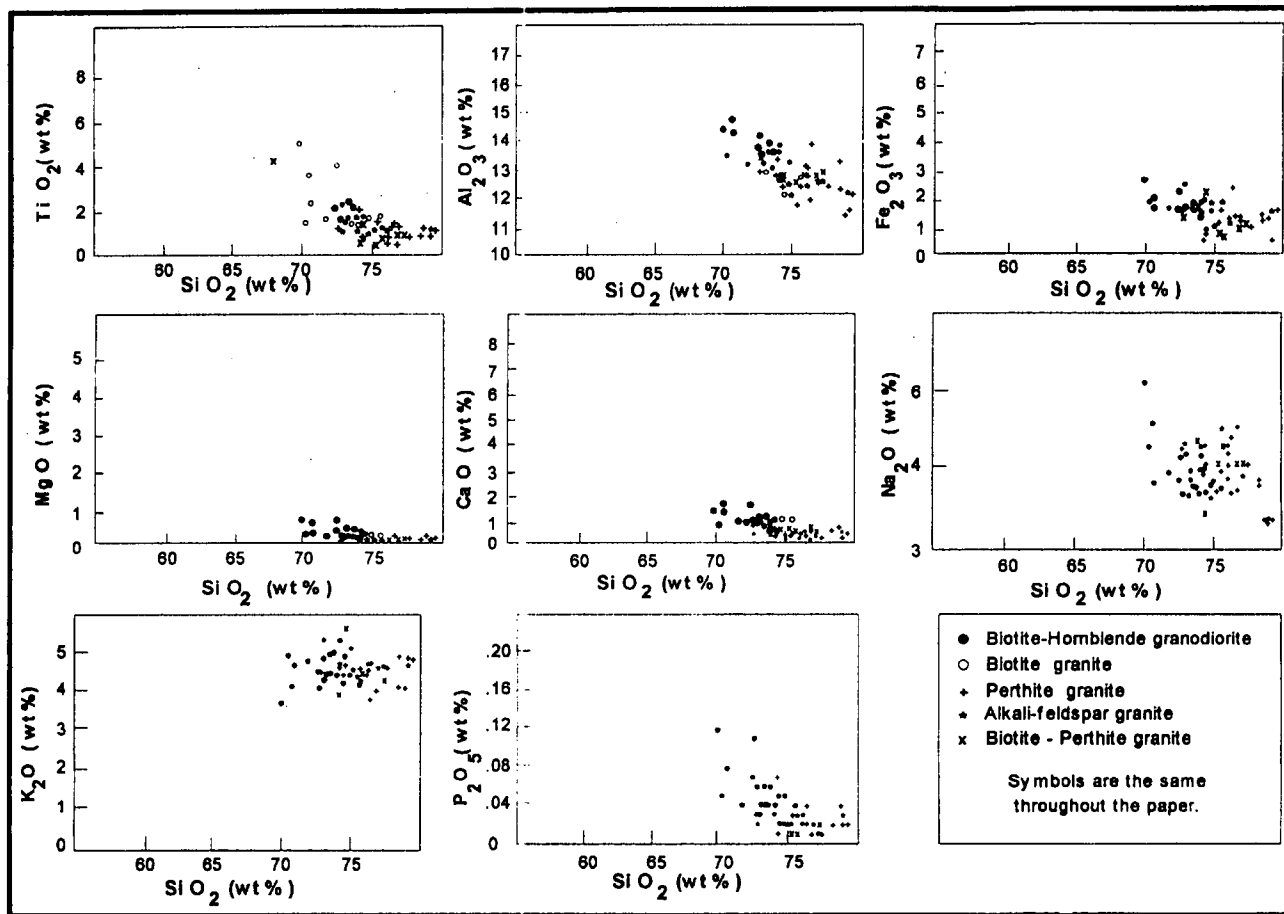 Ti O2 (wt %)
8
6
4
2
0
60 65 70 75
Si O2 (wt %)
Al2O3 (wt %)
17
16
15
14
13
12
11
10
60 65 70 75
Si O2 (wt %)
Fe2O3 (wt %)
7
6
5
4
3
2
1
0
60 65 70 75
Si O2 (wt %)
MgO (wt %)
5
4
3
2
1
0
60 65 70 75
Si O2 (wt %)
CaO (wt %)
8
7
6
5
4
3
2
1
0
60 65 70 75
Si O2 (wt %)
Na2O (wt %)
6
4
3
60 65 70 75
Si O2 (wt %)
K2O (wt %)
5
4
3
2
1
0
60 65 70 75
Si O2 (wt %)
P2O5 (wt %)
.20
.16
.12
.08
.04
0
60 65 70 75
Si O2 (wt %)
Biotite-Hornblende granodiorite
Biotite granite
Perthite granite
Alkali-feldspar granite
Biotite - Perthite granite
Symbols are the same
throughout the paper.